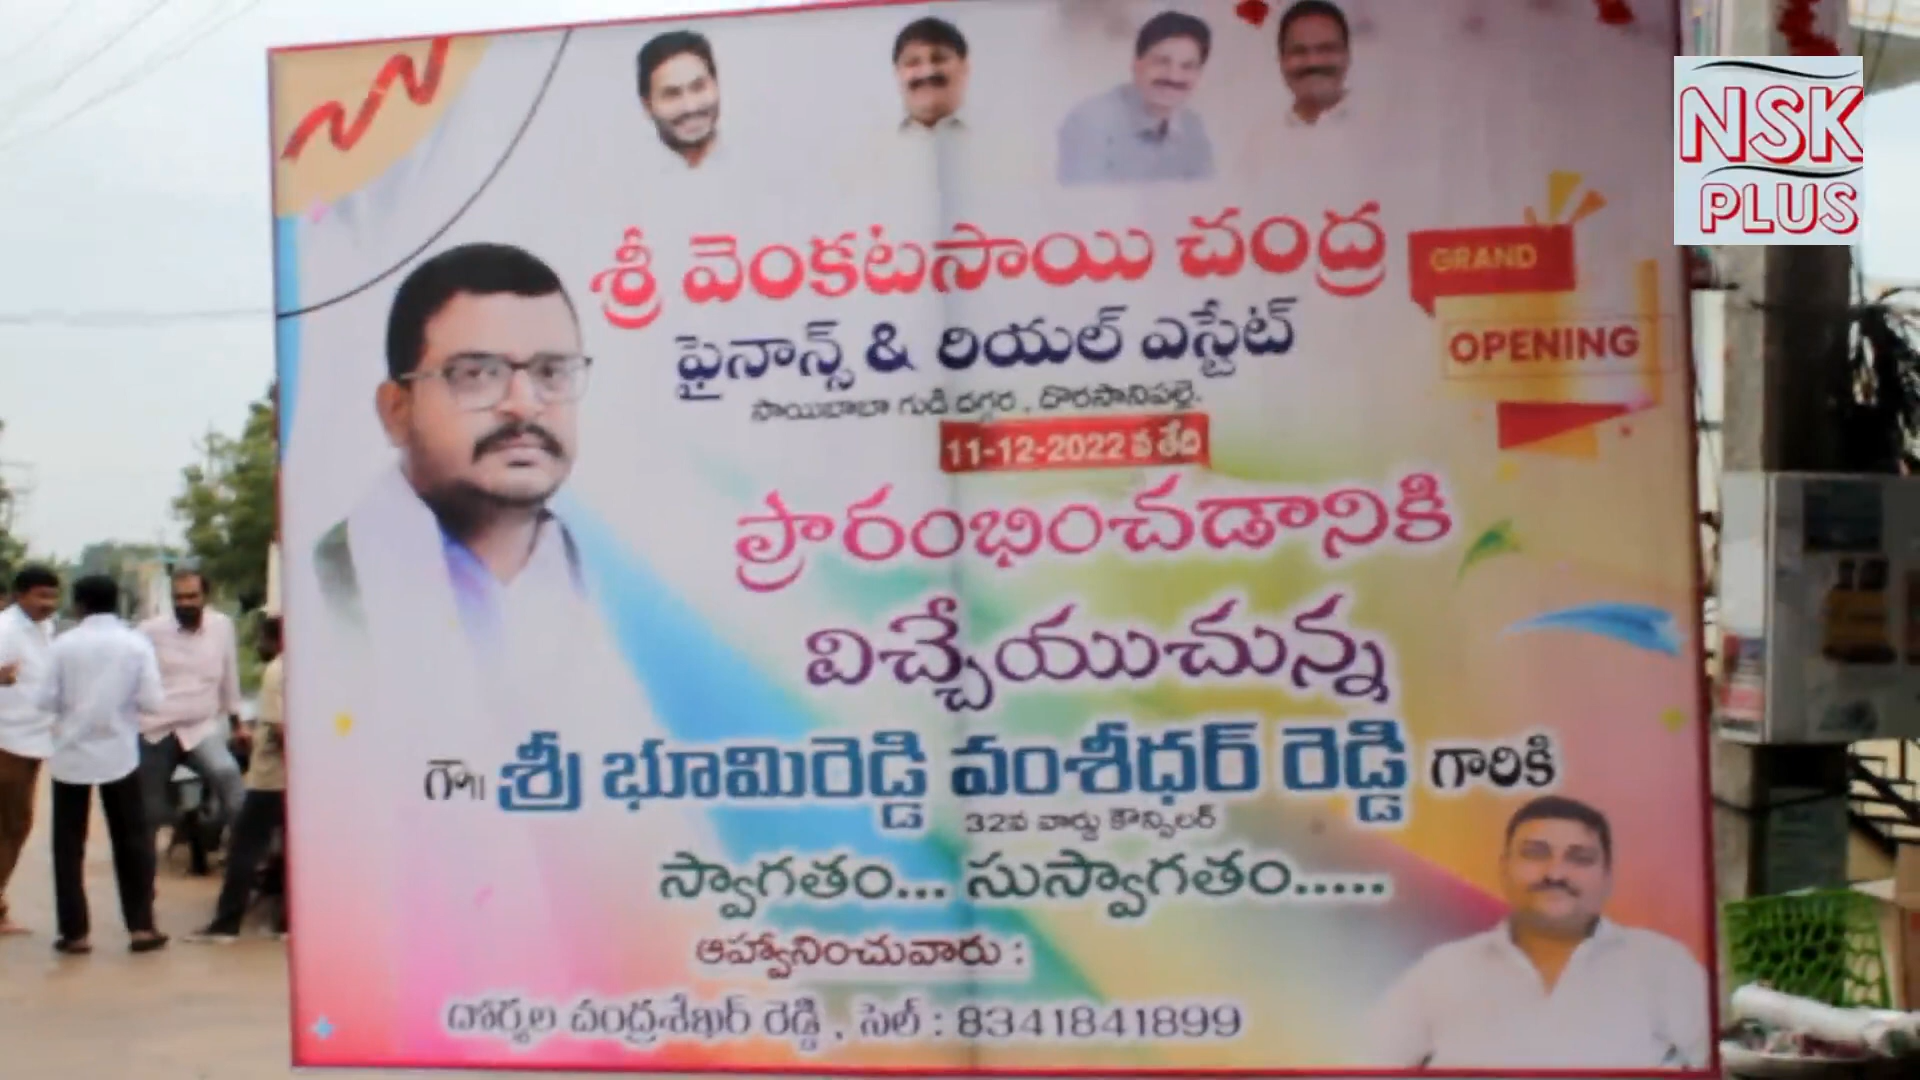 NSK
PLUS
శ్రీ వెంకటసాయి చంద్ర
GRAND
OPENING
ఫైనాన్స్ & రియల్ ఎస్టేట్
సాయిబాబా గుడి దగ్గర , దొరసానిపల్లె.
11-12-2022 వ తేది
ప్రారంభించడానికి
విచ్చేయుచున్న
గౌ౹౹ శ్రీ భూమిరెడ్డి వంశీధర్ రెడ్డి గారికి
32వ వార్డు కౌన్సిలర్
స్వాగతం... సుస్వాగతం.....
ఆహ్వానించువారు :
దోర్నల చంద్రశేఖర్ రెడ్డి , సెల్ : 8341841899